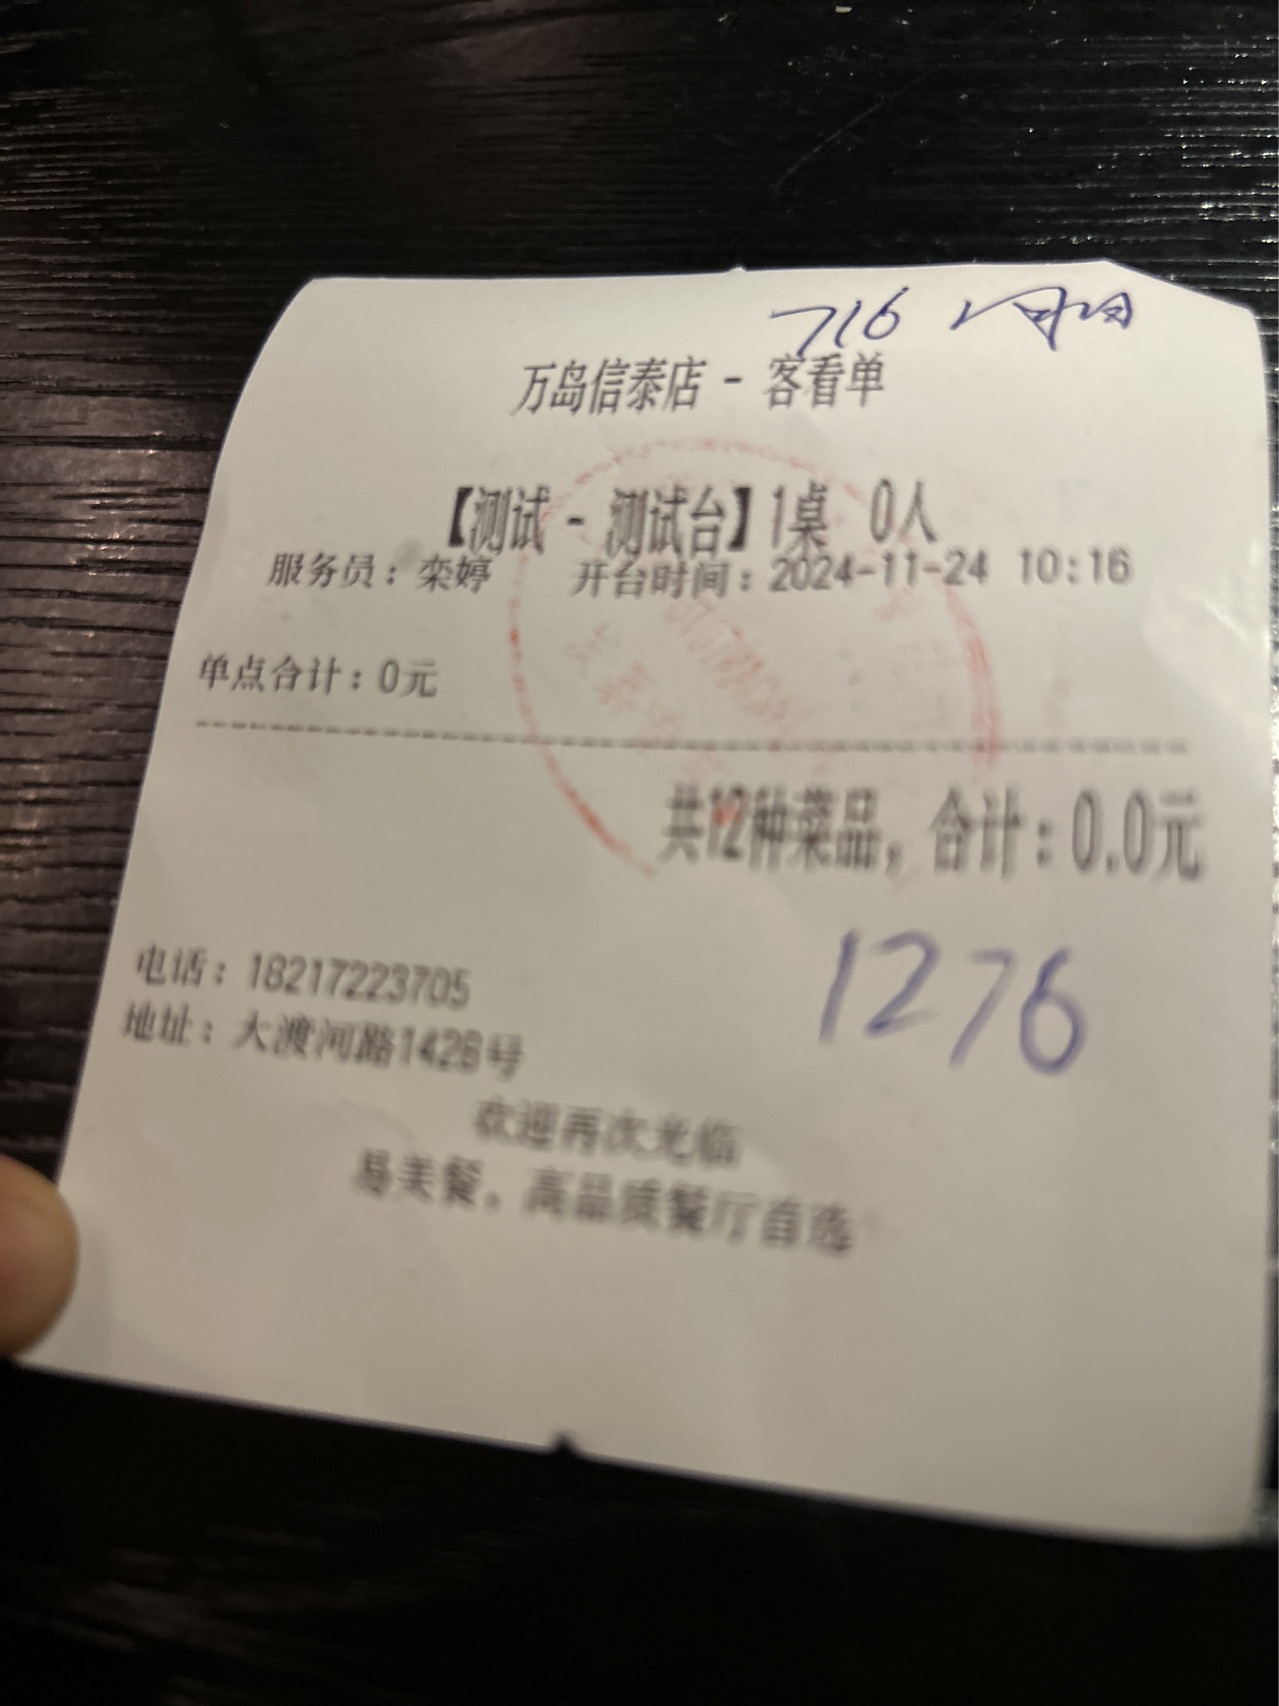 716
万岛信泰店 - 客看单
【测试 - 测试台】1桌 0人
服务员：栾婷 开台时间：2024-11-24 10:16
单点合计：0元
共12种菜品，合计：0.0元
1276
电话：18217223705
地址：大渡河路1428号
欢迎再次光临
易美餐，高品质餐厅首选